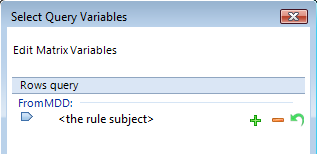 Select Query Variables
Edit Matrix Variables
Rows query
FromMDD:
<the rule subject>